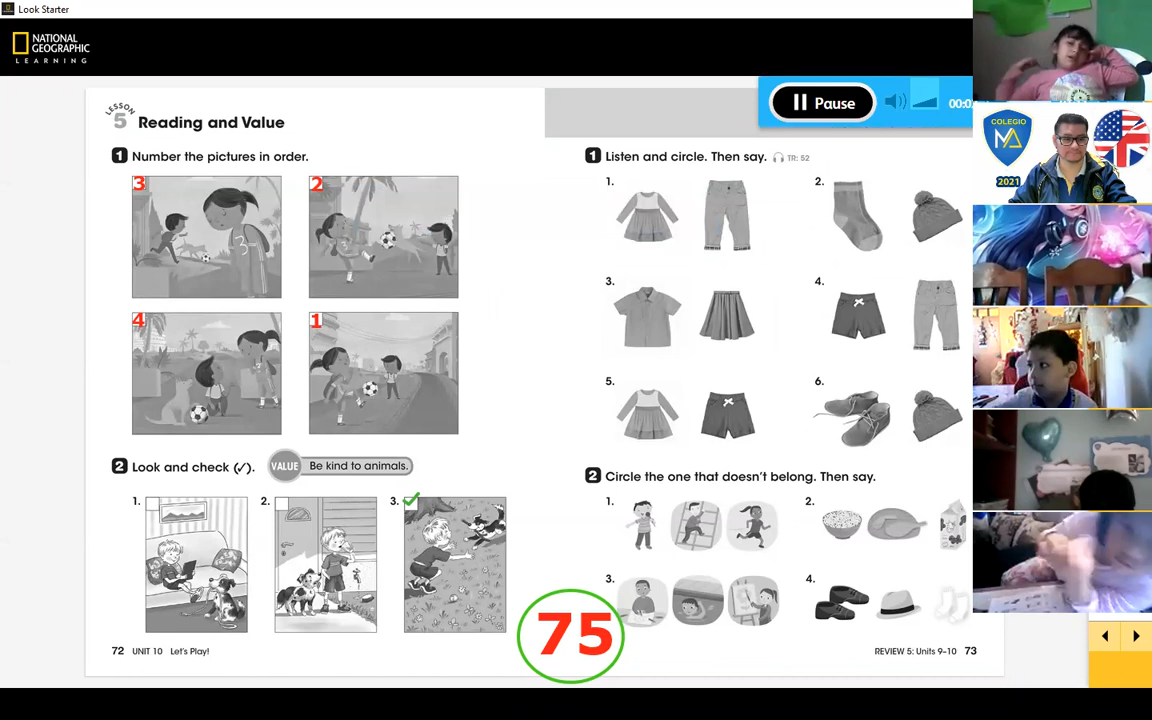 Look Starter
NATIONAL
GEOGRAPHIC
LEARNING
Pause
00:0
LESSON
5
Reading and Value
1 Number the pictures in order.
3
2
3
4
1
2 Look and check (✓).
VALUE
Be kind to animals.
1.
2.
3.
✓
72 UNIT 10 Let's Play!
75
1 Listen and circle. Then say. TR: 52
1.
2.
3.
4.
5.
6.
2 Circle the one that doesn't belong. Then say.
1.
2.
3.
4.
REVIEW 5: Units 9–10 73
COLEGIO
MA
2021